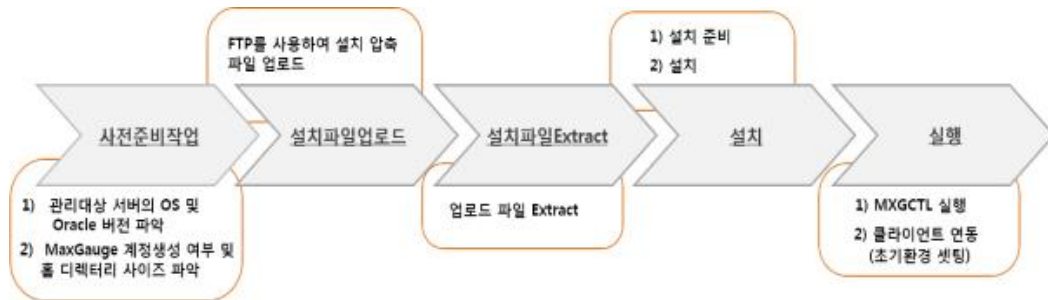 FTP를 사용하여 설치 압축
파일 업로드
1) 설치 준비
2) 설치
사전준비작업
설치파일업로드
설치파일Extract
설치
실행
1) 관리대상 서버의 OS 및
Oracle 버전 파악
2) MaxGauge 계정생성 여부 및
홈 디렉터리 사이즈 파악
업로드 파일 Extract
1) MXGCTL 실행
2) 클라이언트 연동
(초기환경 셋팅)